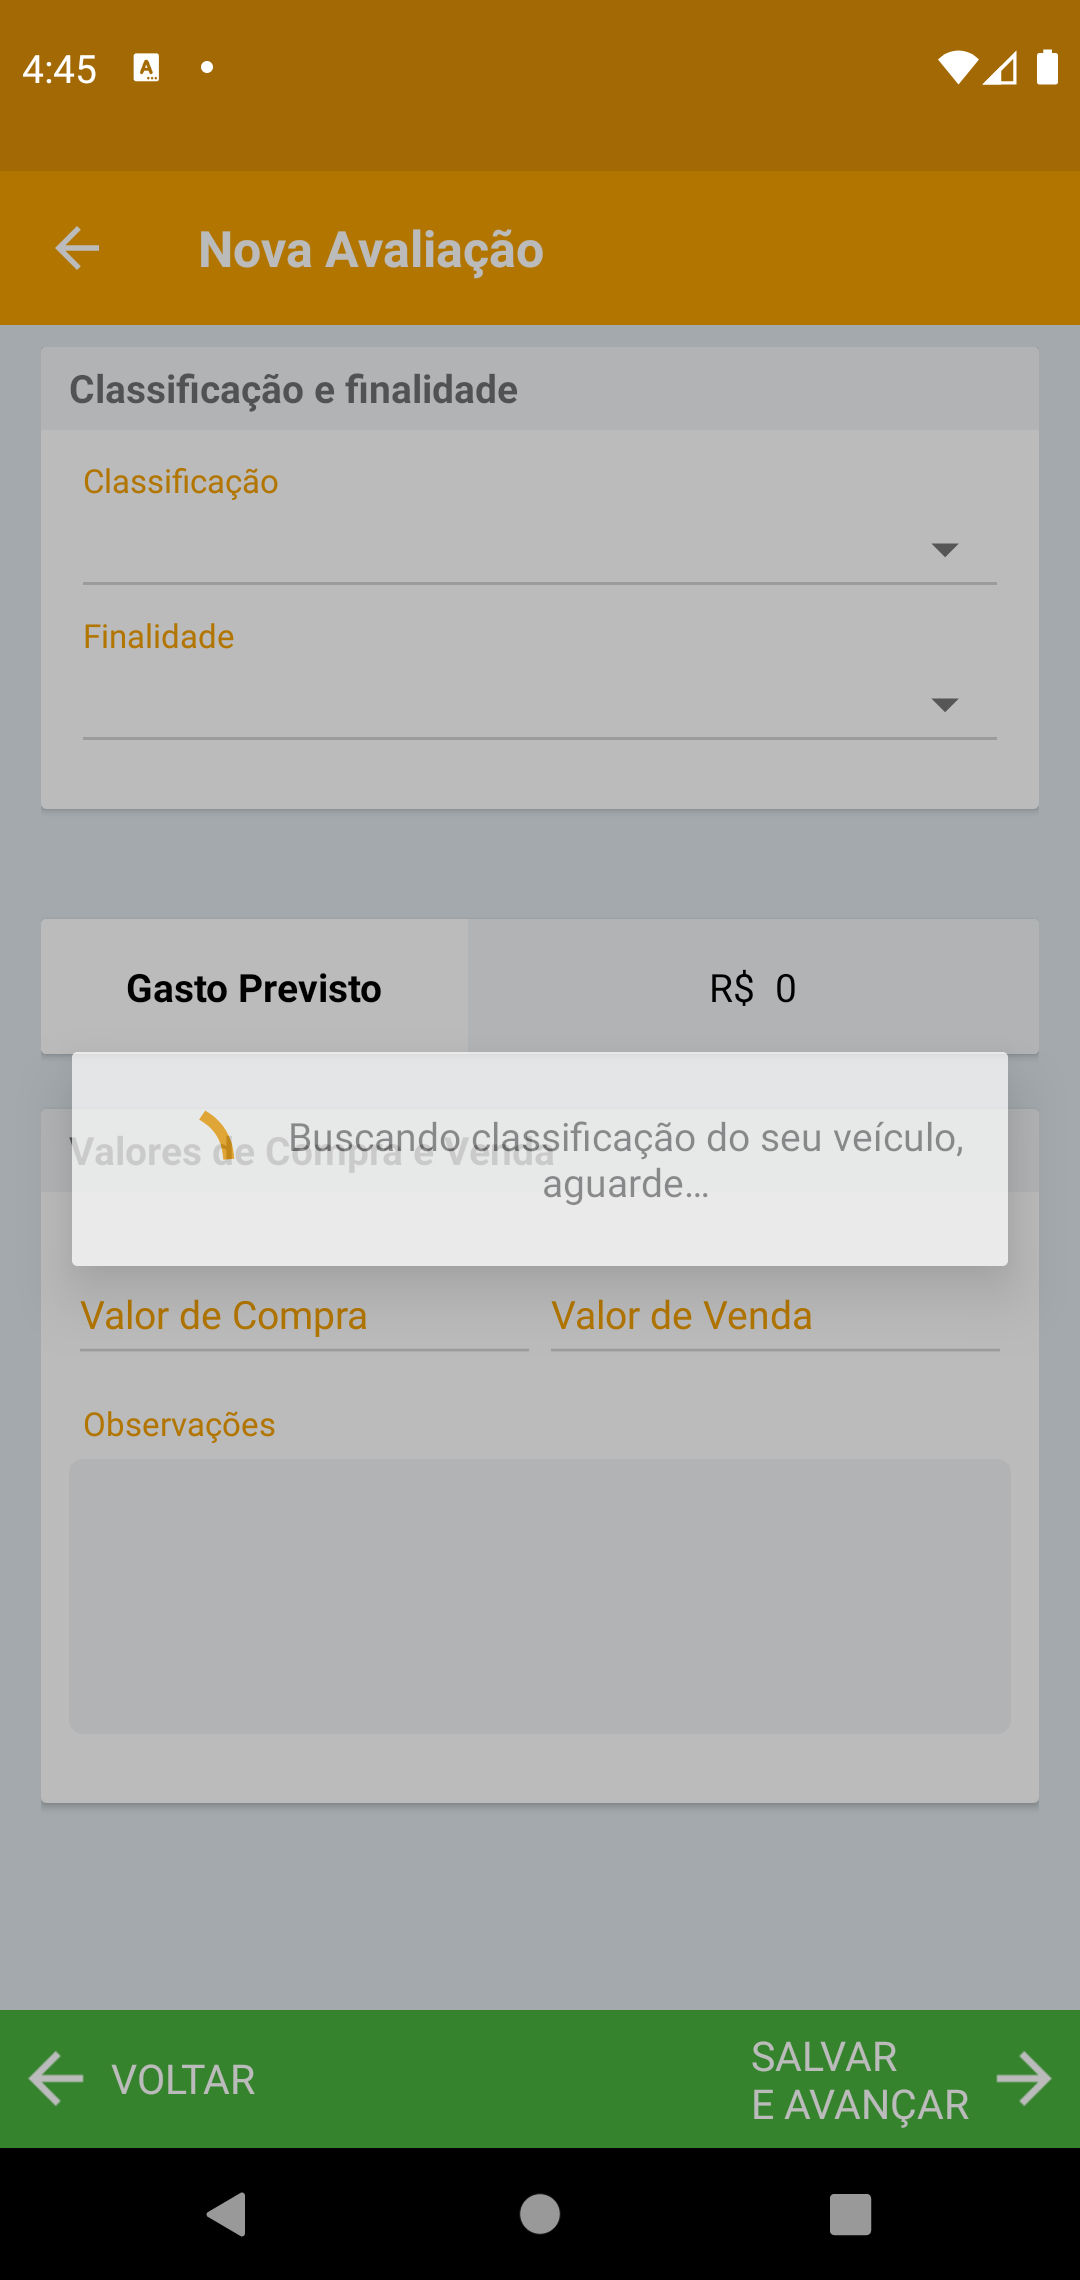 4:45
Nova Avaliação
Classificação e finalidade
Classificação
Finalidade
Gasto Previsto
R$ 0
Buscando classificação do seu veículo,
aguarde...
Valores de Compra e Venda
Valor de Compra
Valor de Venda
Observações
VOLTAR
SALVAR
E AVANÇAR